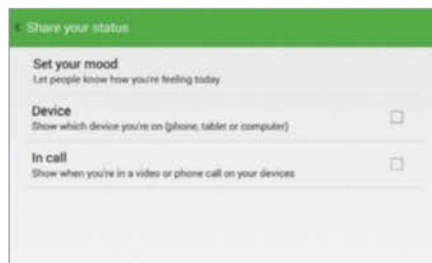 Share your status
Set your mood
Let people know how you're feeling today
Device
Show which device you're on (phone, tablet or computer)
In call
Show when you're in a video or phone call on your devices